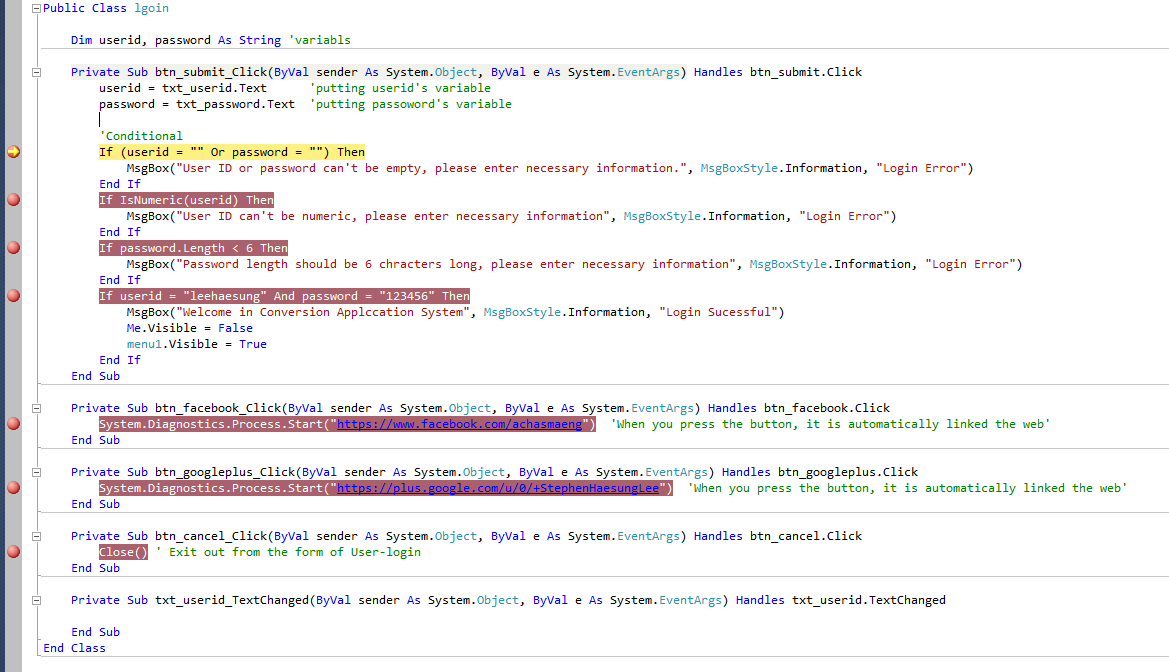 Public Class lgoin
Dim userid, password As String 'variabls
Private Sub btn_submit_Click(ByVal sender As System.Object, ByVal e As System.EventArgs) Handles btn_submit.Click
userid = txt_userid.Text 'putting userid's variable
password = txt_password.Text 'putting passoword's variable
'Conditional
If (userid = "" Or password = "") Then
MsgBox("User ID or password can't be empty, please enter necessary information.", MsgBoxStyle.Information, "Login Error")
End If
If IsNumeric(userid) Then
MsgBox("User ID can't be numeric, please enter necessary information", MsgBoxStyle.Information, "Login Error")
End If
If password.Length < 6 Then
MsgBox("Password length should be 6 chracters long, please enter necessary information", MsgBoxStyle.Information, "Login Error")
End If
If userid = "leehaesung" And password = "123456" Then
MsgBox("Welcome in Conversion Applccation System", MsgBoxStyle.Information, "Login Sucessful")
Me.Visible = False
menu1.Visible = True
End If
End Sub
Private Sub btn_facebook_Click(ByVal sender As System.Object, ByVal e As System.EventArgs) Handles btn_facebook.Click
System.Diagnostics.Process.Start("https://www.facebook.com/achasmaeng") 'When you press the button, it is automatically linked the web'
End Sub
Private Sub btn_googleplus_Click(ByVal sender As System.Object, ByVal e As System.EventArgs) Handles btn_googleplus.Click
System.Diagnostics.Process.Start("https://plus.google.com/u/0/+StephenHaesungLee") 'When you press the button, it is automatically linked the web'
End Sub
Private Sub btn_cancel_Click(ByVal sender As System.Object, ByVal e As System.EventArgs) Handles btn_cancel.Click
Close() ' Exit out from the form of User-login
End Sub
Private Sub txt_userid_TextChanged(ByVal sender As System.Object, ByVal e As System.EventArgs) Handles txt_userid.TextChanged
End Sub
End Class